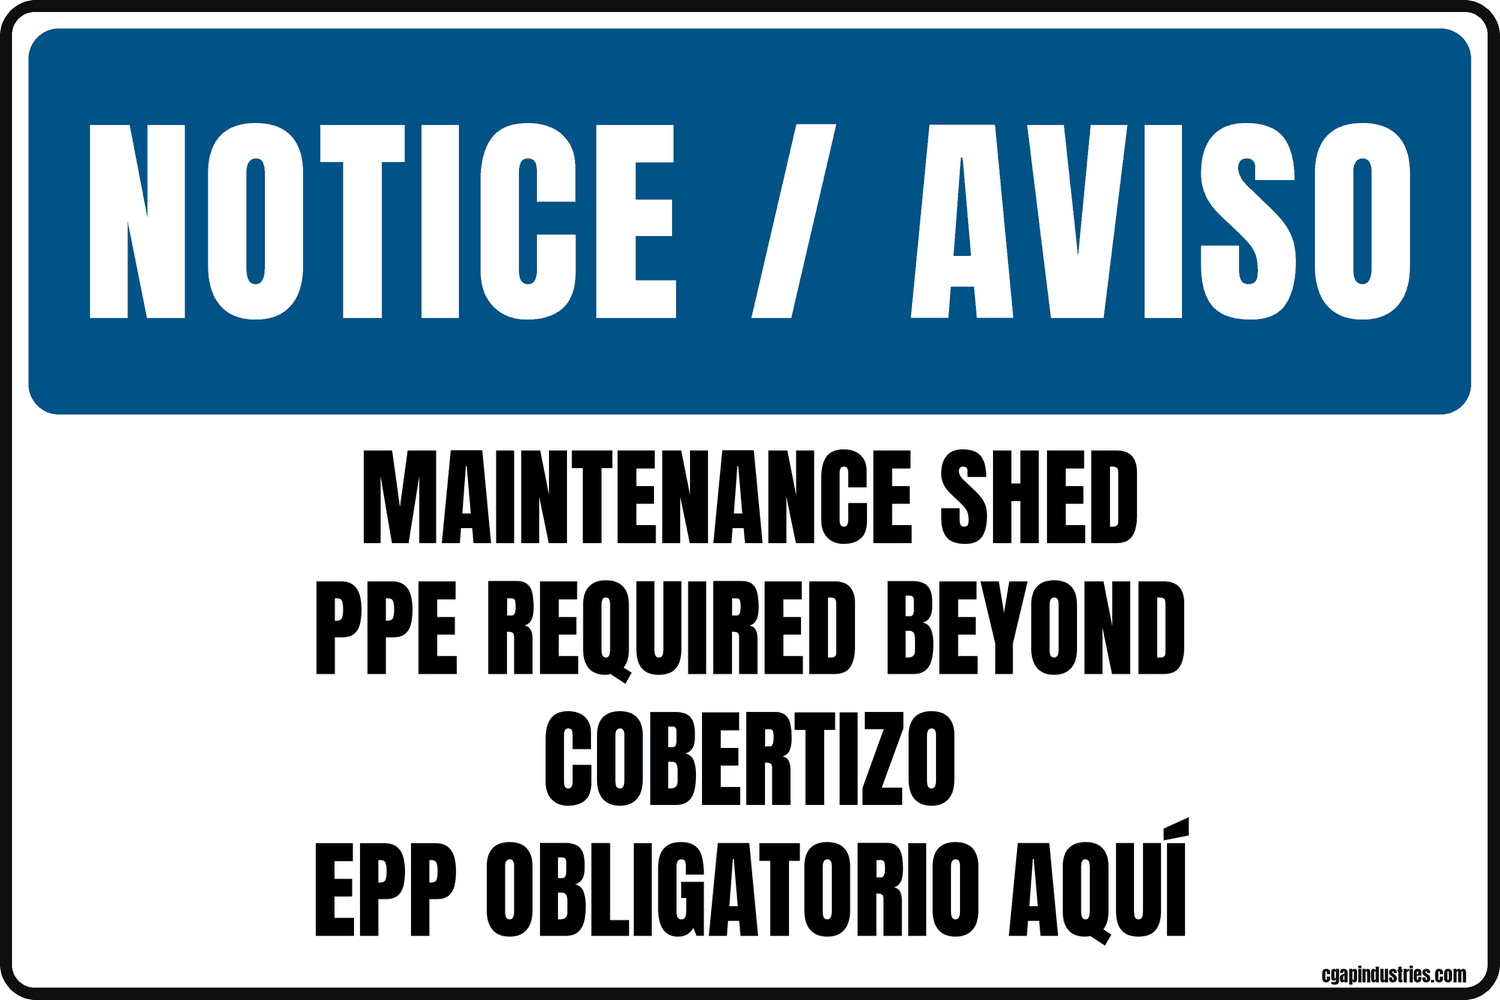 NOTICE / AVISO
MAINTENANCE SHED
PPE REQUIRED BEYOND
COBERTIZO
EPP OBLIGATORIO AQUÍ
cgapindustries.com